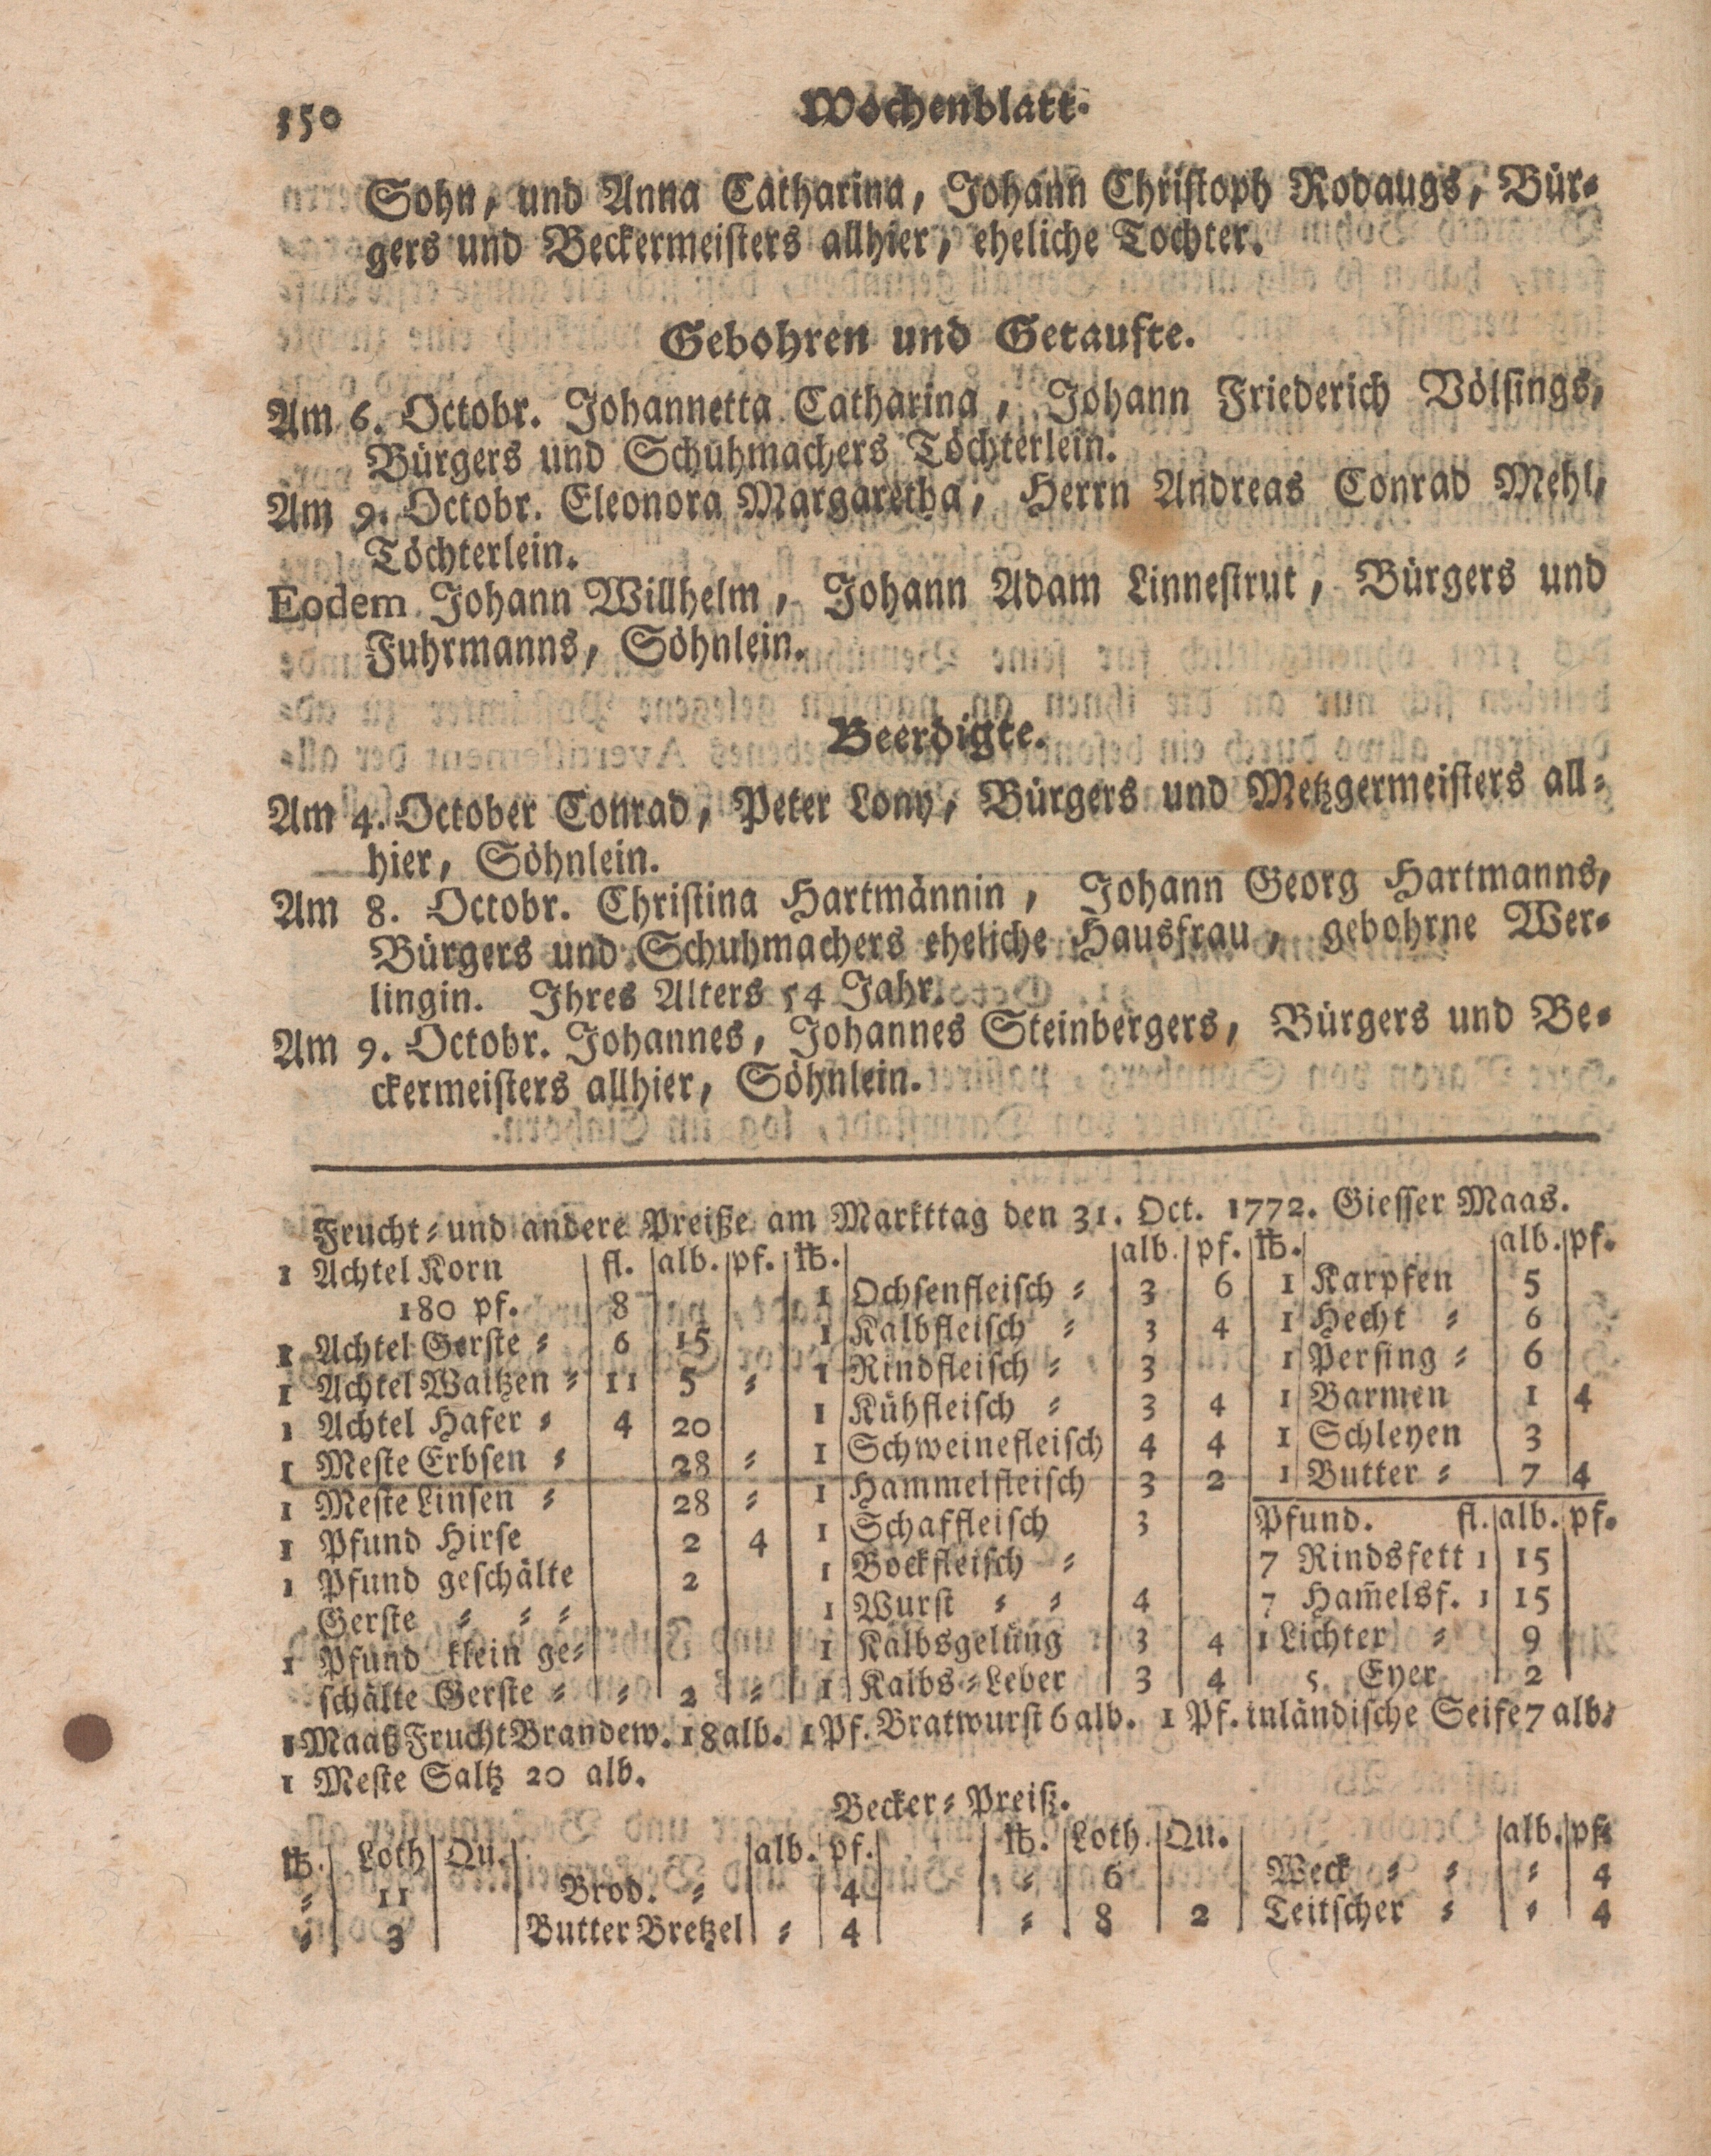 350 Wochenblatt.
Sohn, und Anna Catharina, Johann Christoph Rodaugs, Bür-
gers und Beckermeisters allhier, eheliche Tochter.
Gebohren und Getaufte.
Am 6. Octobr. Johannetta Catharina, Johann Friederich Völsings,
Bürgers und Schuhmachers Töchterlein.
Am 9. Octobr. Eleonora Margaretha, Herrn Andreas Conrad Mehl,
Töchterlein.
Eodem Johann Willhelm, Johann Adam Linnestrut, Bürgers und
Fuhrmanns, Söhnlein.
Beerdigte.
Am 4. October Conrad, Peter Lony, Bürgers und Metzgermeisters all-
hier, Söhnlein.
Am 8. Octobr. Christina Hartmännin, Johann Georg Hartmanns,
Bürgers und Schuhmachers eheliche Hausfrau, gebohrne Wer-
lingin. Ihres Alters 54 Jahr.
Am 9. Octobr. Johannes, Johannes Steinbergers, Bürgers und Be-
ckermeisters allhier, Söhnlein.
Frucht- und andere Preiße am Markttag den 31. Oct. 1772. Giesser Maas.
1 Achtel Korn fl. alb. pf.
180 pf. 8
1 Achtel Gerste - 6 15
1 Achtel Waitzen - 11 5 -
1 Achtel Hafer - 4 20
1 Meste Erbsen - 28 -
1 Meste Linsen - 28 -
1 Pfund Hirse 2 4
1 Pfund geschälte 2
Gerste - - -
1 Pfund klein ge-
schälte Gerste - - 2 -
℔. alb. pf.
1 Ochsenfleisch - 3 6
1 Kalbfleisch - 3 4
1 Rindfleisch - 3
1 Kühfleisch - 3 4
1 Schweinefleisch 4 4
1 Hammelfleisch 3 2
1 Schaffleisch 3
1 Bockfleisch -
1 Wurst - - 4
1 Kalbsgelüng 3 4
1 Kalbs-Leber 3 4
℔. alb. pf.
1 Karpfen 5
1 Hecht - 6
1 Persing - 6
1 Barmen 1 4
1 Schleyen 3
1 Butter - 7 4
Pfund. fl. alb. pf.
7 Rindsfett 1 15
7 Ham̄elsf. 1 15
1 Lichter - 9
5 Eyer 2
1 Maaß Frucht Brandew. 18 alb. 1 Pf. Bratwurst 6 alb. 1 Pf. inländische Seife 7 alb.
1 Meste Saltz 20 alb.
Becker-Preiß.
℔. Loth Qu. alb. pf. ℔. Loth. Qu. alb. pf.
- 11 Brod. - 4 - 6 Weck - - - 4
- 3 Butter Bretzel - 4 - 8 2 Teitscher - - 4